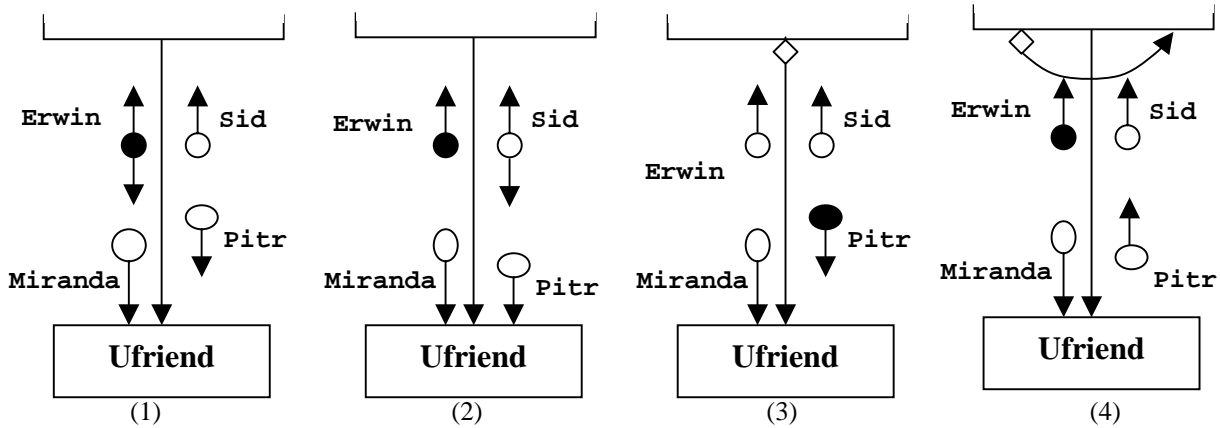 Erwin
Sid
Miranda
Pitr
Ufriend
(1)
Erwin
Sid
Miranda
Pitr
Ufriend
(2)
Erwin
Sid
Miranda
Pitr
Ufriend
(3)
Erwin
Sid
Miranda
Pitr
Ufriend
(4)